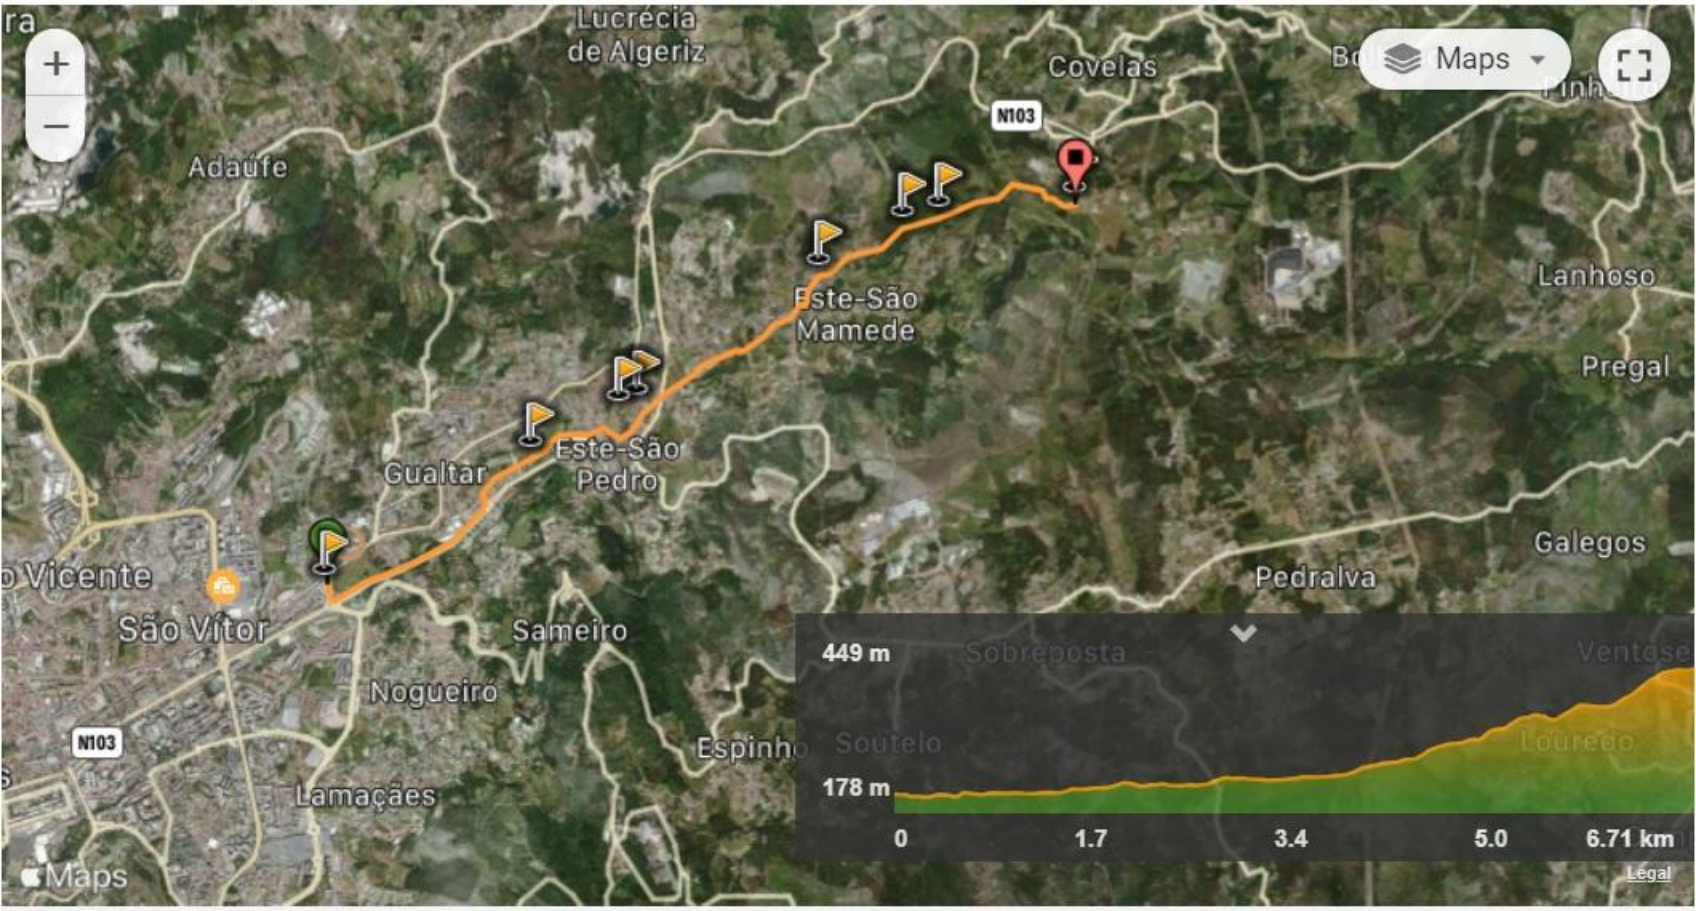 ra
Lucrécia
de Algeriz
Covelas
Maps
N103
Adaúfe
Este-São
Mamede
Lanhoso
Pregal
Gualtar
Este-São
Pedro
Galegos
o Vicente
Pedralva
São Vítor
Sameiro
449 m
Sobreposta
Ventose
Nogueiró
N103
Espinho
Soutelo
Louredo
178 m
Lamaçães
0
1.7
3.4
5.0
6.71 km
Maps
Legal